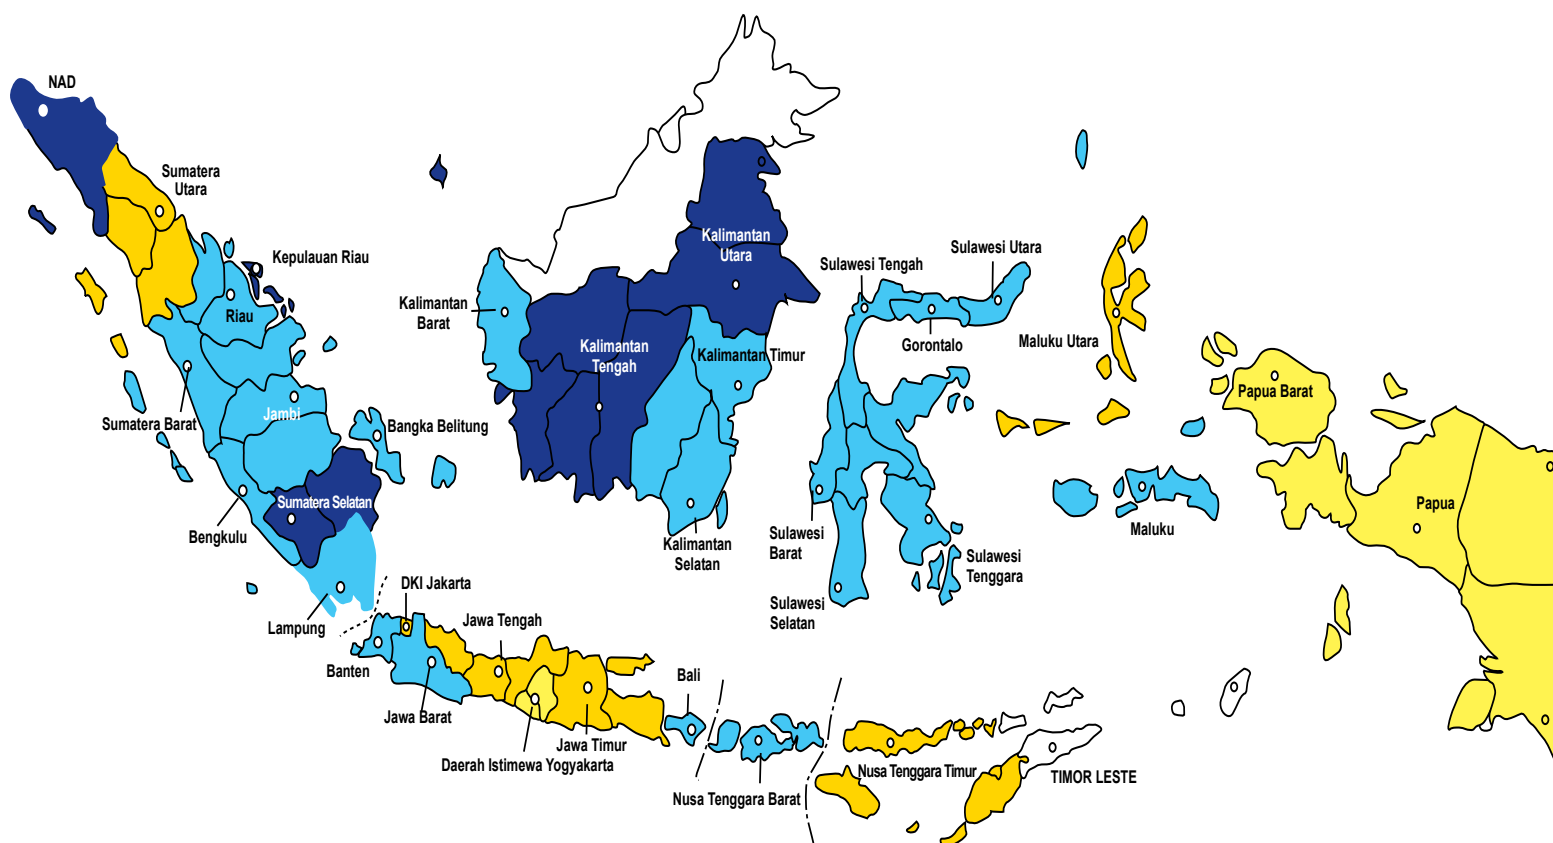 NAD
Sumatera
Utara
Kepulauan Riau
Riau
Sumatera Barat
Jambi
Bangka Belitung
Sumatera Selatan
Bengkulu
Lampung
Kalimantan
Barat
Kalimantan
Utara
Kalimantan
Tengah
Kalimantan Timur
Kalimantan
Selatan
Sulawesi Tengah
Sulawesi Utara
Gorontalo
Sulawesi
Barat
Sulawesi
Selatan
Sulawesi
Tenggara
Maluku Utara
Maluku
Papua Barat
Papua
DKI Jakarta
Banten
Jawa Barat
Jawa Tengah
Jawa Timur
Daerah Istimewa Yogyakarta
Bali
Nusa Tenggara Barat
Nusa Tenggara Timur
TIMOR LESTE